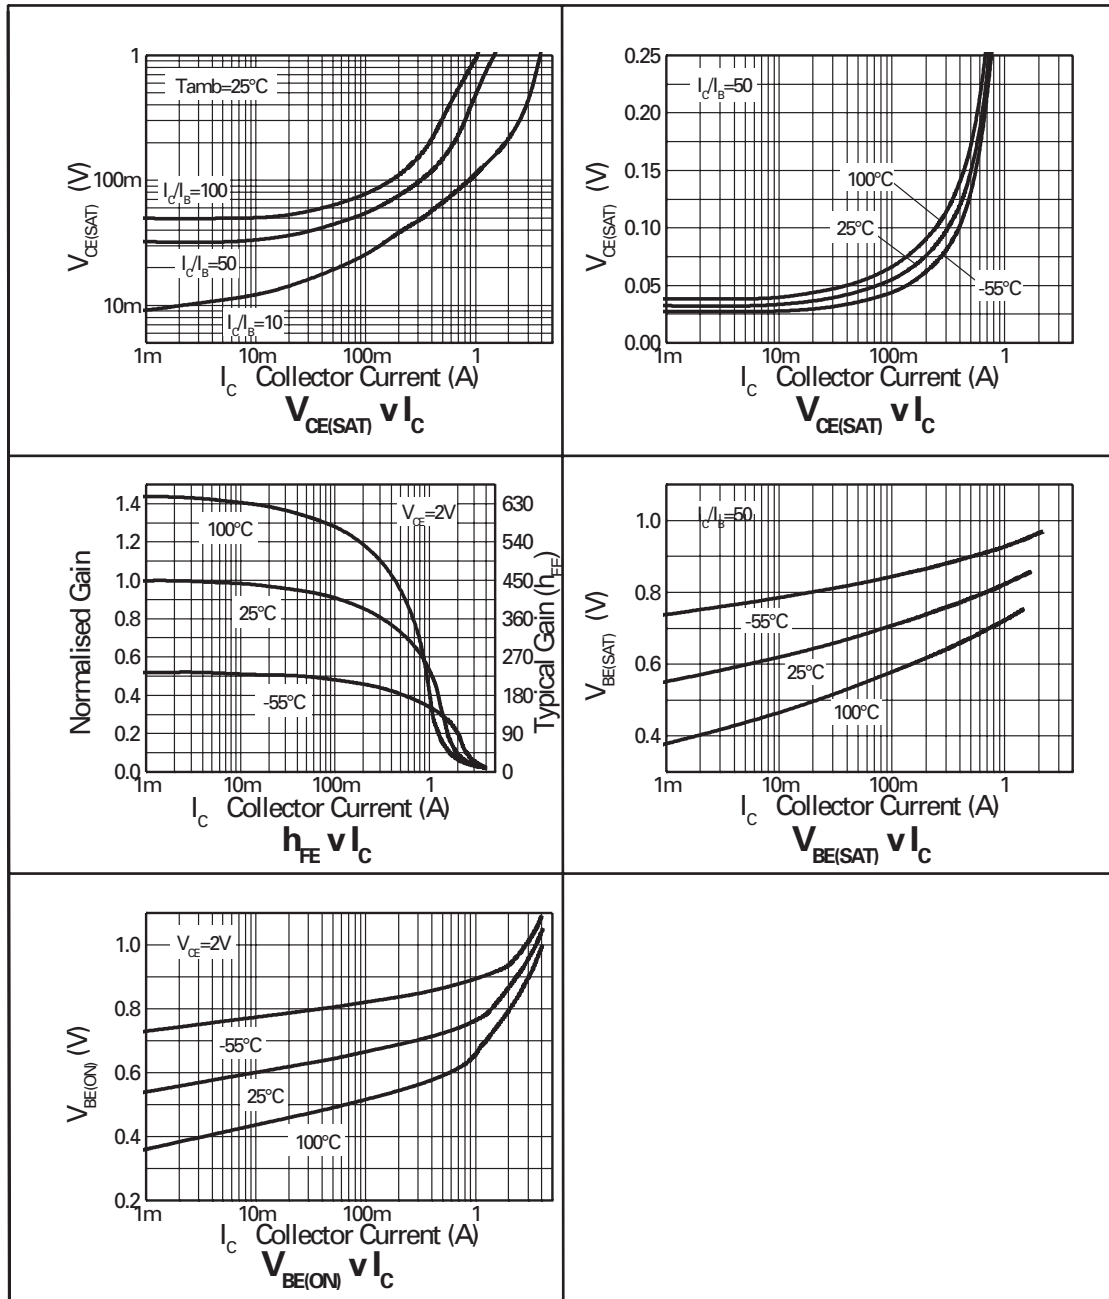 1
100m
10m
V_CE(SAT) (V)
Tamb=25°C
I_C/I_B=100
I_C/I_B=50
I_C/I_B=10
1m 10m 100m 1
I_C Collector Current (A)
V_CE(SAT) v I_C
0.25
0.20
0.15
0.10
0.05
0.00
V_CE(SAT) (V)
I_C/I_B=50
100°C
25°C
-55°C
1m 10m 100m 1
I_C Collector Current (A)
V_CE(SAT) v I_C
1.4
1.2
1.0
0.8
0.6
0.4
0.2
0.0
Normalised Gain
V_CE=2V
100°C
25°C
-55°C
630
540
450
360
270
180
90
0
Typical Gain (h_FE)
1m 10m 100m 1
I_C Collector Current (A)
h_FE v I_C
1.0
0.8
0.6
0.4
V_BE(SAT) (V)
I_C/I_B=50
-55°C
25°C
100°C
1m 10m 100m 1
I_C Collector Current (A)
V_BE(SAT) v I_C
1.0
0.8
0.6
0.4
0.2
V_BE(ON) (V)
V_CE=2V
-55°C
25°C
100°C
1m 10m 100m 1
I_C Collector Current (A)
V_BE(ON) v I_C